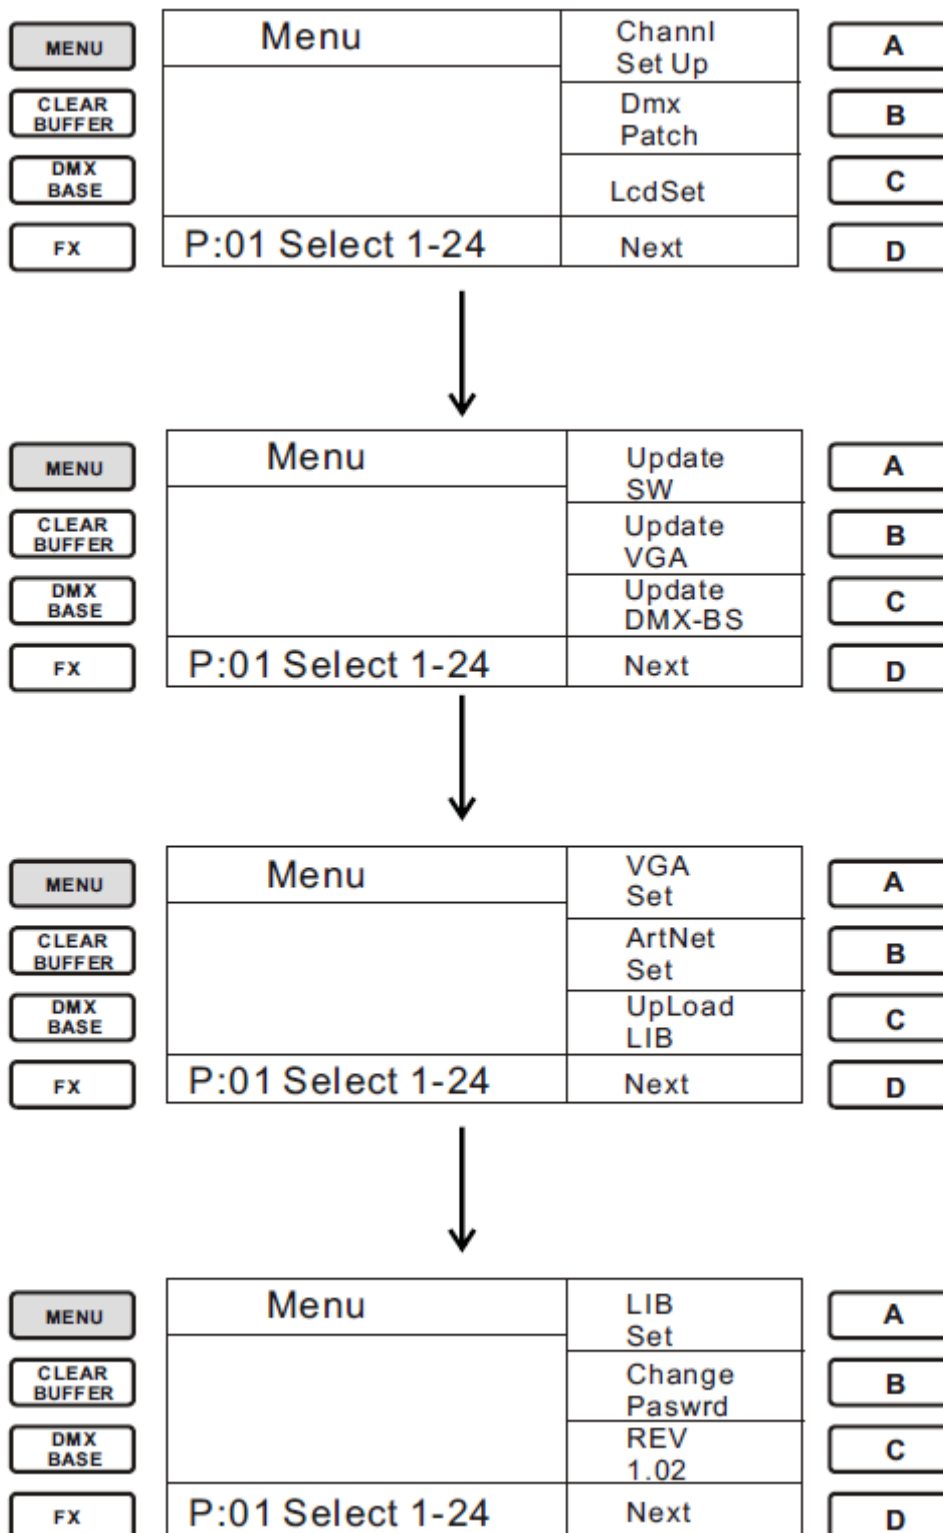 MENU
Menu
Channl
Set Up
A
CLEAR
BUFFER
Dmx
Patch
B
DMX
BASE
LcdSet
C
FX
P:01 Select 1-24
Next
D
MENU
Menu
Update
SW
A
CLEAR
BUFFER
Update
VGA
B
DMX
BASE
Update
DMX-BS
C
FX
P:01 Select 1-24
Next
D
MENU
Menu
VGA
Set
A
CLEAR
BUFFER
ArtNet
Set
B
DMX
BASE
UpLoad
LIB
C
FX
P:01 Select 1-24
Next
D
MENU
Menu
LIB
Set
A
CLEAR
BUFFER
Change
Paswrd
B
DMX
BASE
REV
1.02
C
FX
P:01 Select 1-24
Next
D